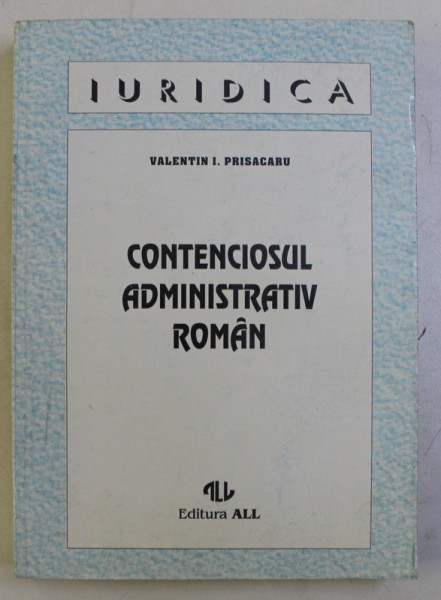 IURIDICA
VALENTIN I. PRISACARU
CONTENCIOSUL
ADMINISTRATIV
ROMÂN
ALL
Editura ALL